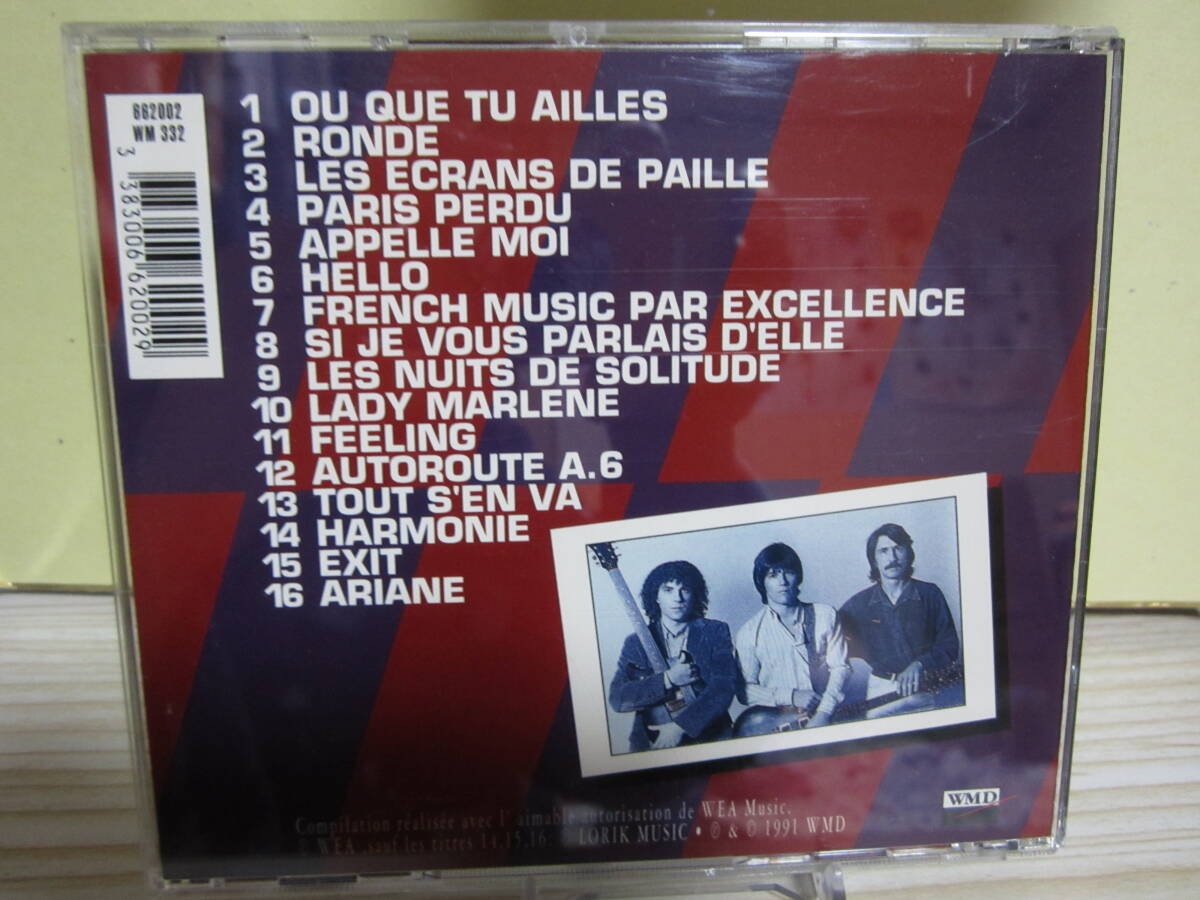 662002
WM 332
3 383006 620029
1 OU QUE TU AILLES
2 RONDE
3 LES ECRANS DE PAILLE
4 PARIS PERDU
5 APPELLE MOI
6 HELLO
7 FRENCH MUSIC PAR EXCELLENCE
8 SI JE VOUS PARLAIS D'ELLE
9 LES NUITS DE SOLITUDE
10 LADY MARLENE
11 FEELING
12 AUTOROUTE A.6
13 TOUT S'EN VA
14 HARMONIE
15 EXIT
16 ARIANE
WMD
Compilation réalisée avec l'aimable autorisation de WEA Music.
℗ WEA, sauf les titres 14.15.16: ℗ LORIK MUSIC • ℗ & © 1991 WMD